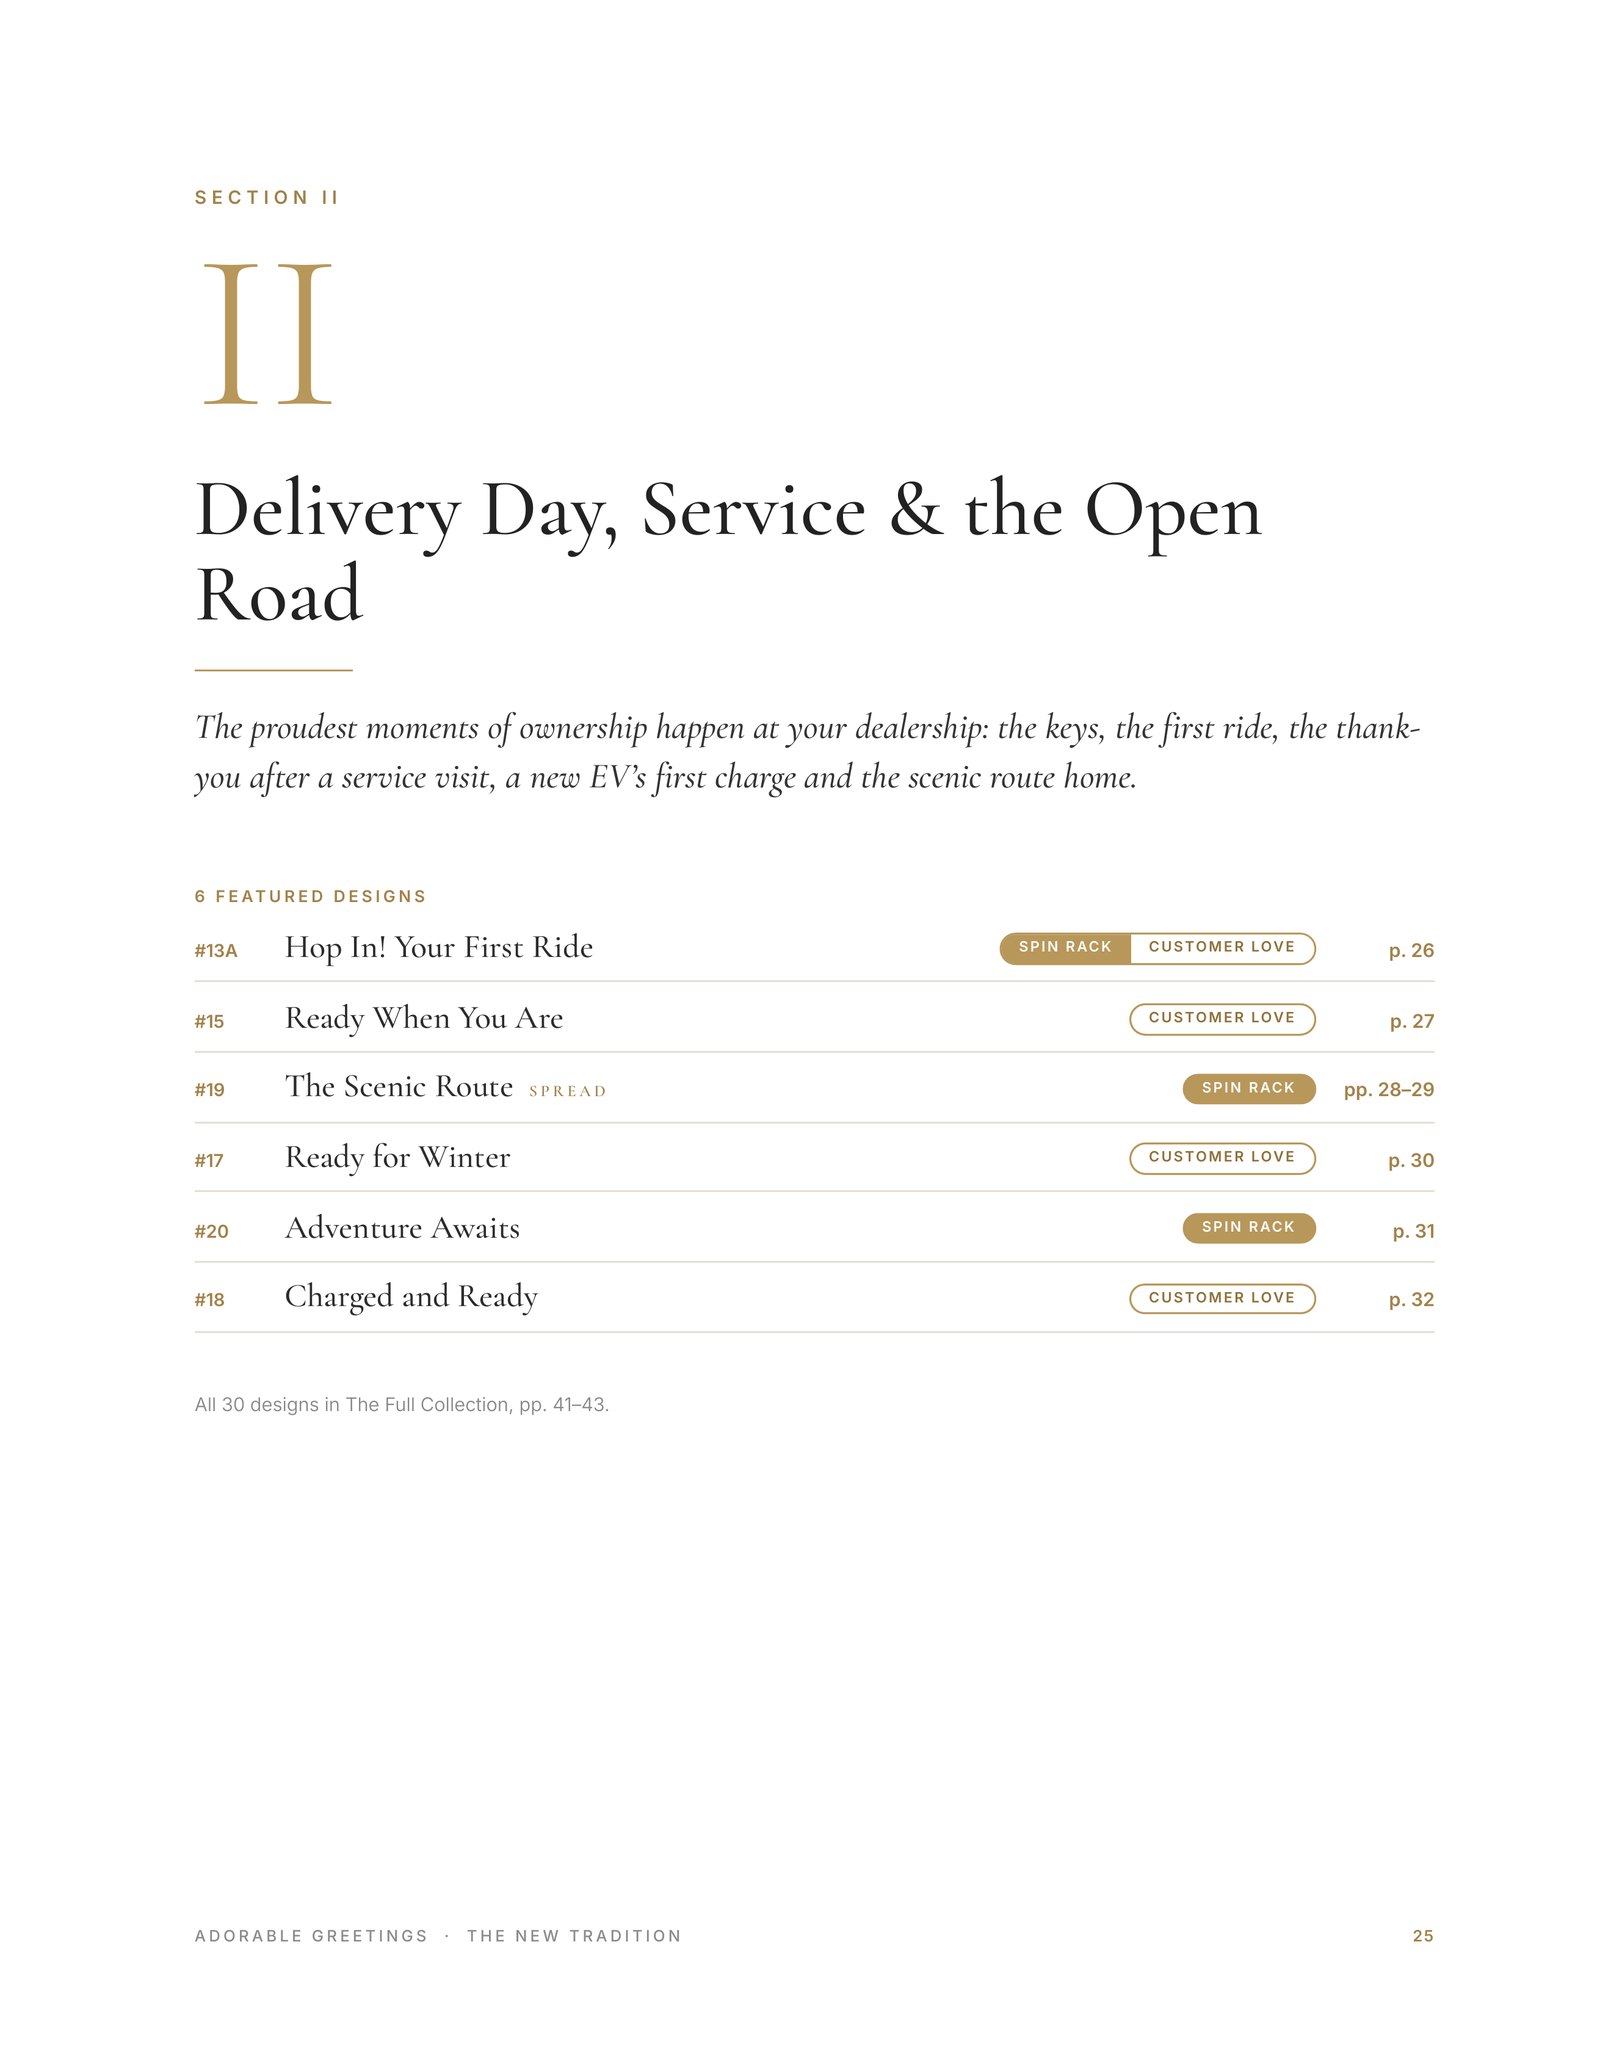 SECTION II
II
Delivery Day, Service & the Open
Road
The proudest moments of ownership happen at your dealership: the keys, the first ride, the thank-
you after a service visit, a new EV’s first charge and the scenic route home.
6 FEATURED DESIGNS
#13A Hop In! Your First Ride SPIN RACK CUSTOMER LOVE p. 26
#15 Ready When You Are CUSTOMER LOVE p. 27
#19 The Scenic Route SPREAD SPIN RACK pp. 28–29
#17 Ready for Winter CUSTOMER LOVE p. 30
#20 Adventure Awaits SPIN RACK p. 31
#18 Charged and Ready CUSTOMER LOVE p. 32
All 30 designs in The Full Collection, pp. 41–43.
ADORABLE GREETINGS · THE NEW TRADITION 25